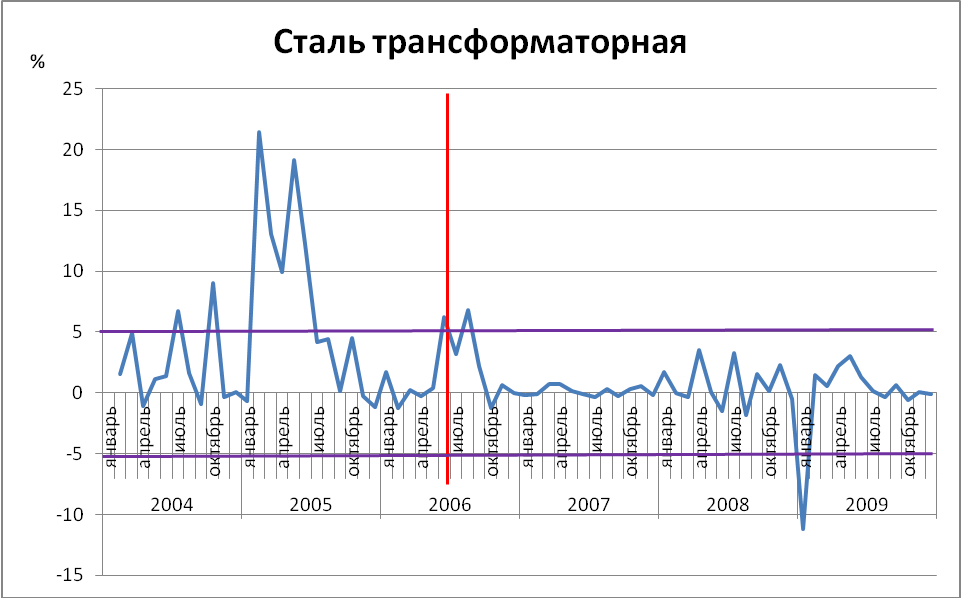 Сталь трансформаторная
%
25
20
15
10
5
0
-5
-10
-15
январь
апрель
июль
октябрь
январь
апрель
июль
октябрь
январь
апрель
июль
октябрь
январь
апрель
июль
октябрь
январь
апрель
июль
октябрь
январь
апрель
июль
октябрь
2004 2005 2006 2007 2008 2009